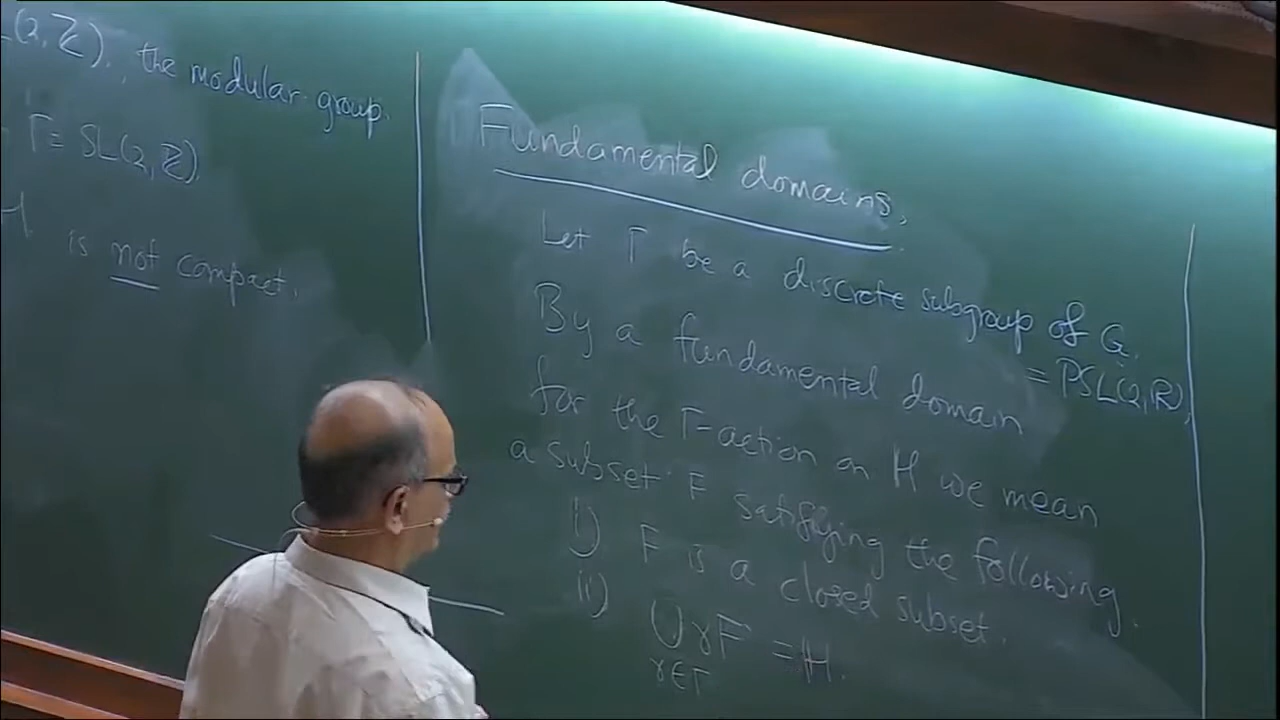 L(2,ℤ), the modular group.
Γ = SL(2,ℤ)
H is not compact.
Fundamental domains.
Let Γ be a discrete subgroup of G.
= PSL(2,ℝ),
By a fundamental domain
for the Γ-action on H we mean
a subset F satisfying the following.
i) F is a closed subset.
ii) ⋃ γF = H.
γ∈Γ